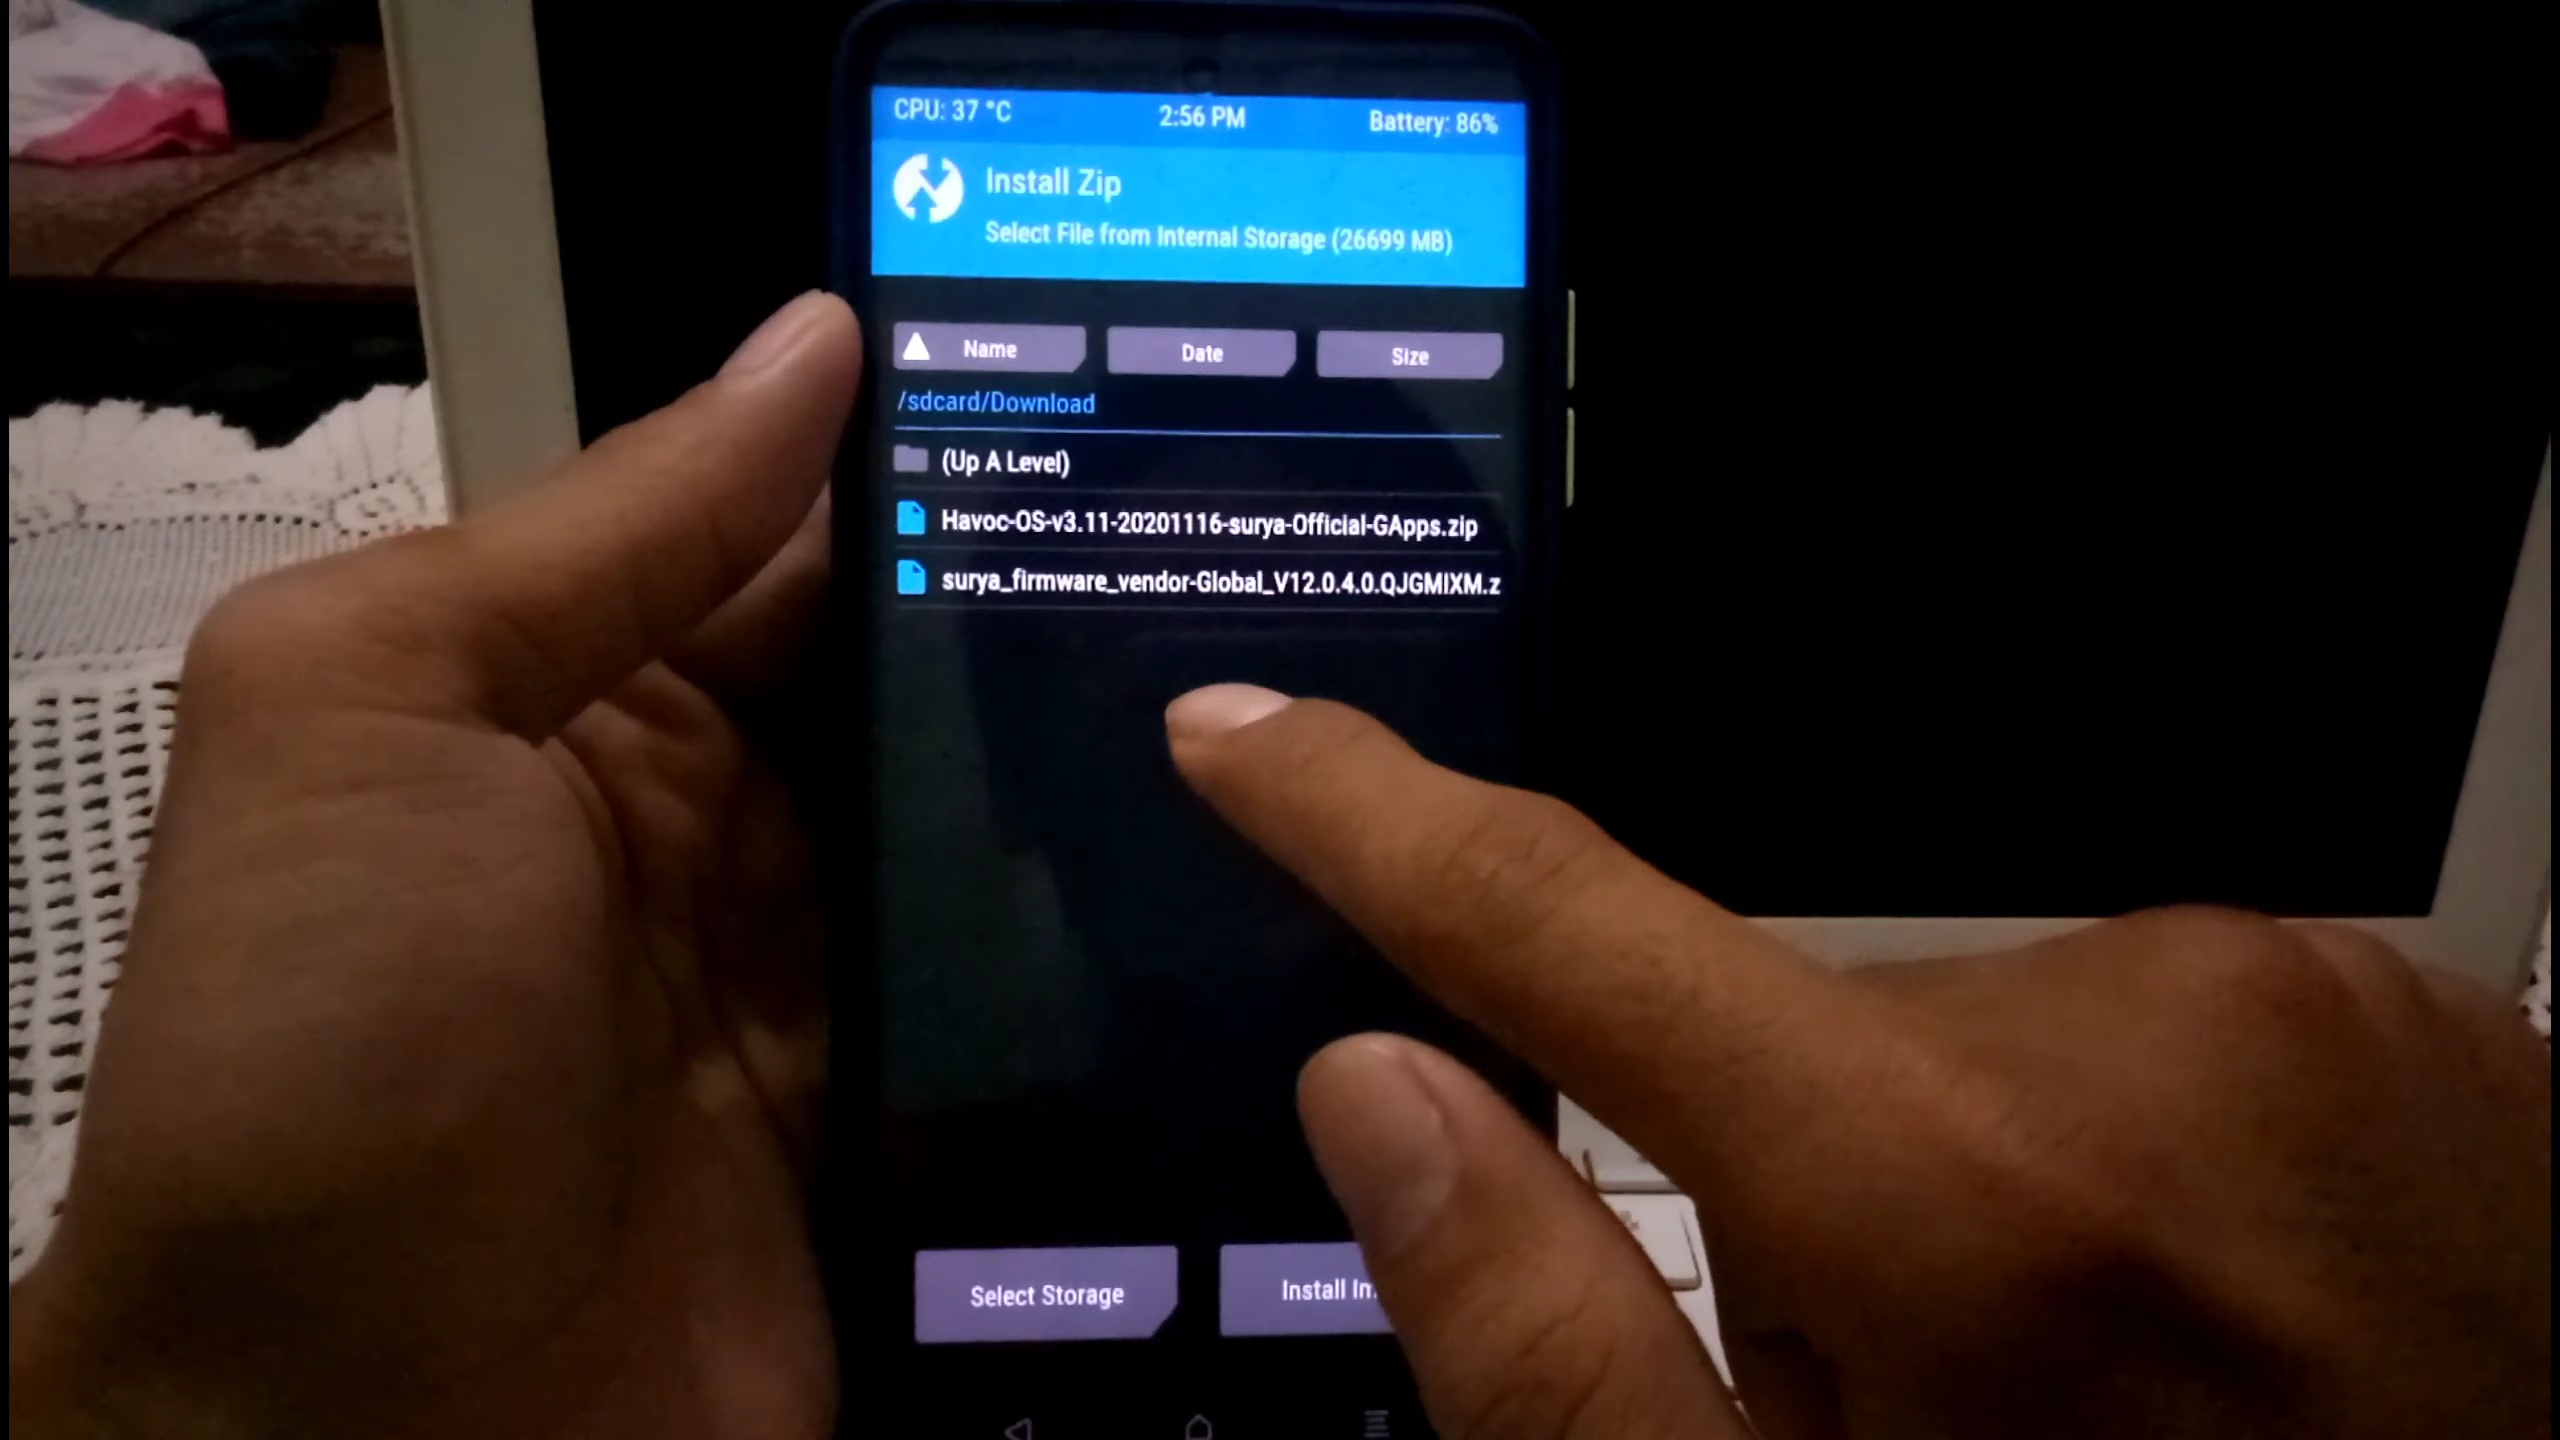 CPU: 37 °C 2:56 PM Battery: 86%
Install Zip
Select File from Internal Storage (26699 MB)
Name Date Size
/sdcard/Download
(Up A Level)
Havoc-OS-v3.11-20201116-surya-Official-GApps.zip
surya_firmware_vendor-Global_V12.0.4.0.QJGMIXM.z
Select Storage Install Im